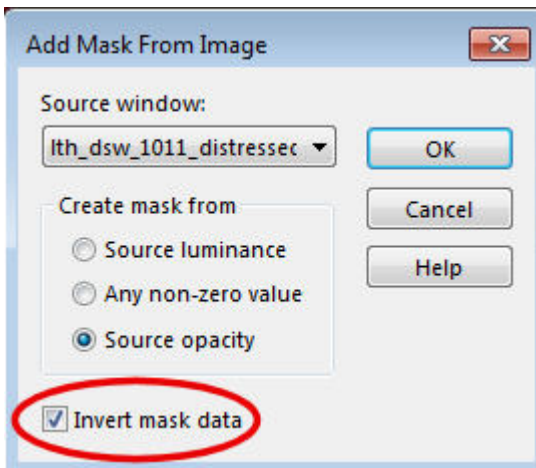 Add Mask From Image
Source window:
lth_dsw_1011_distressec
OK
Create mask from
Cancel
Source luminance
Help
Any non-zero value
Source opacity
Invert mask data